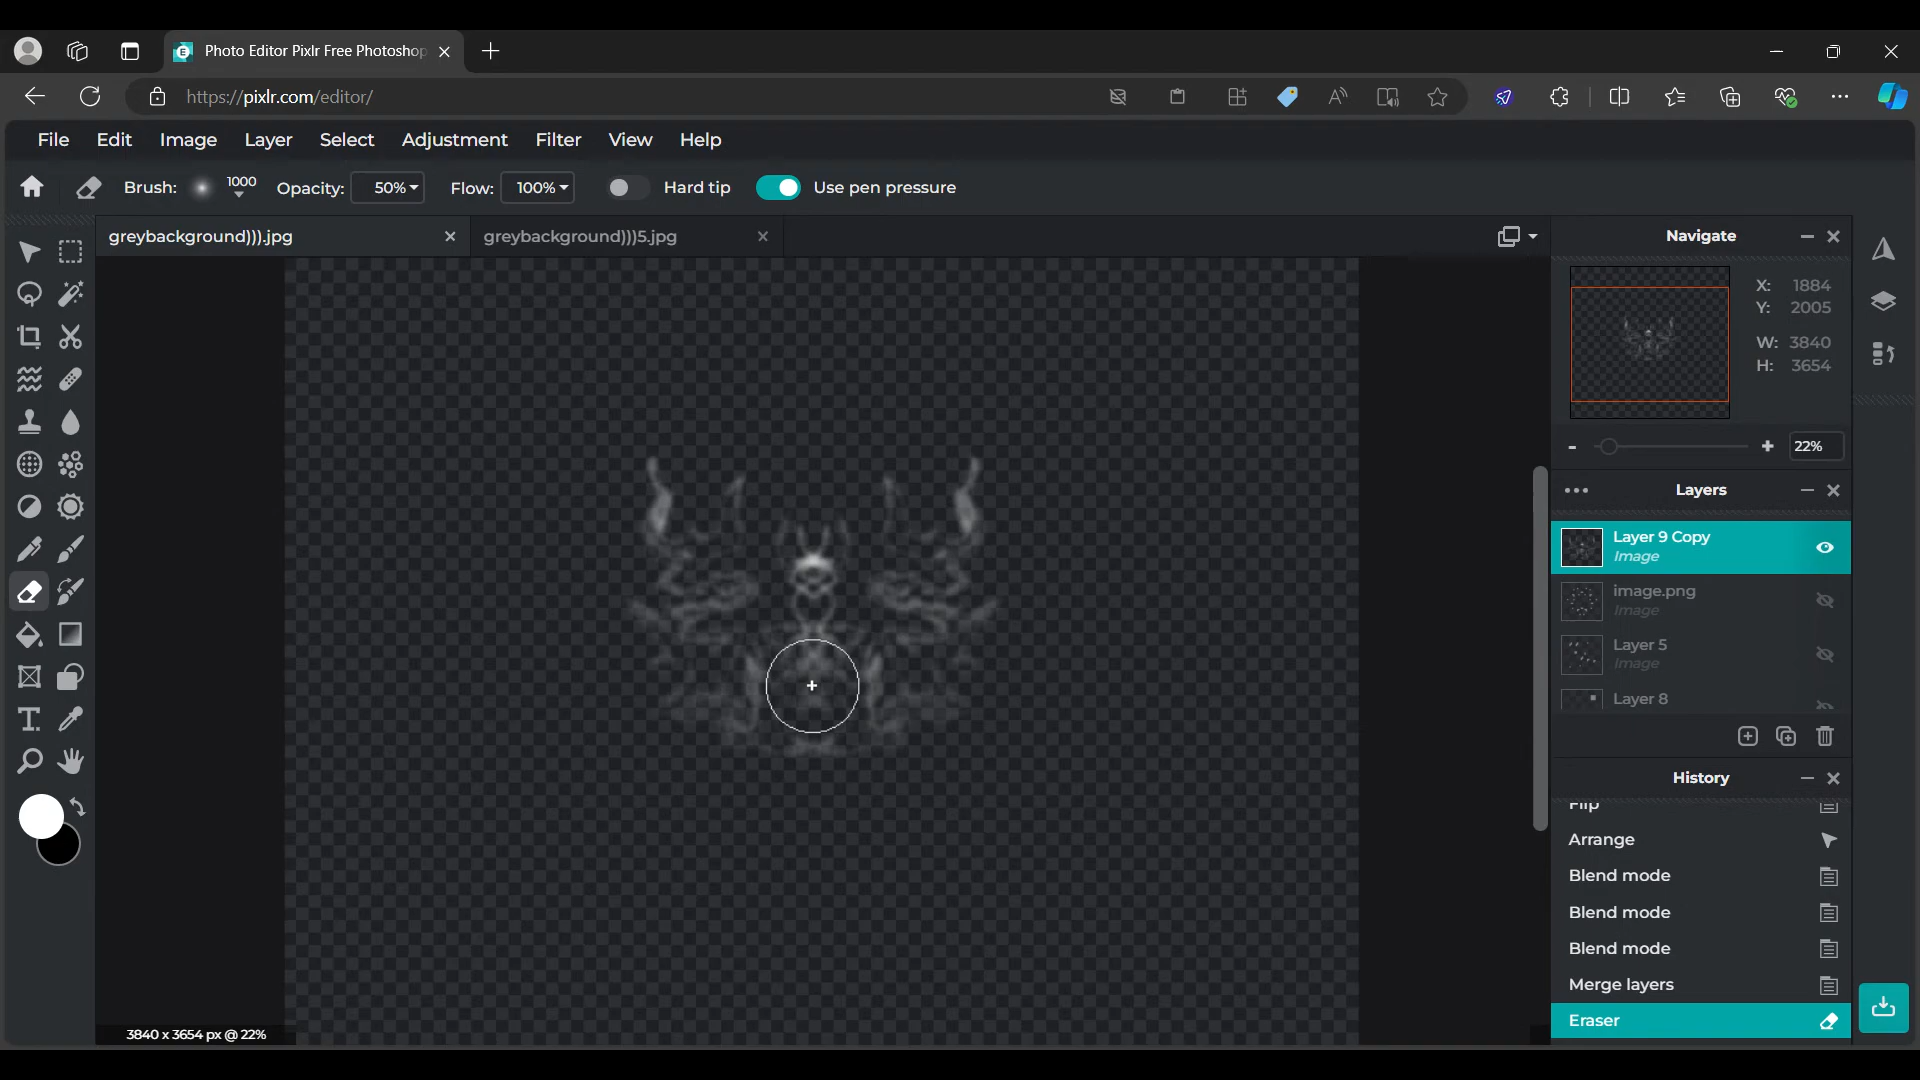 Photo Editor Pixlr Free Photoshop
https://pixlr.com/editor/
File Edit Image Layer Select Adjustment Filter View Help
Brush: 1000 Opacity: 50% Flow: 100% Hard tip Use pen pressure
greybackground))).jpg greybackground)))5.jpg
Navigate
X: 1884
Y: 2005
W: 3840
H: 3654
- + 22%
Layers
Layer 9 Copy
Image
image.png
Image
Layer 5
Image
Layer 8
History
Flip
Arrange
Blend mode
Blend mode
Blend mode
Merge layers
Eraser
3840 x 3654 px @ 22%